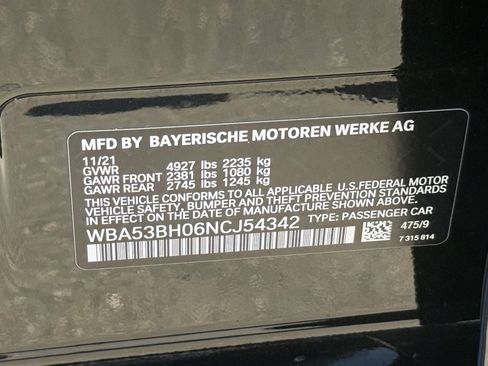 MFD BY BAYERISCHE MOTOREN WERKE AG
11/21
GVWR 4927 lbs 2235 kg
GAWR FRONT 2381 lbs 1080 kg
GAWR REAR 2745 lbs 1245 kg
THIS VEHICLE CONFORMS TO ALL APPLICABLE U.S.FEDERAL MOTOR
VEHICLE SAFETY, BUMPER, AND THEFT PREVENTION STANDARDS
IN EFFECT ON THE DATE OF MANUFACTURE SHOWN ABOVE.
WBA53BH06NCJ54342 TYPE: PASSENGER CAR
475/9
7 315 814